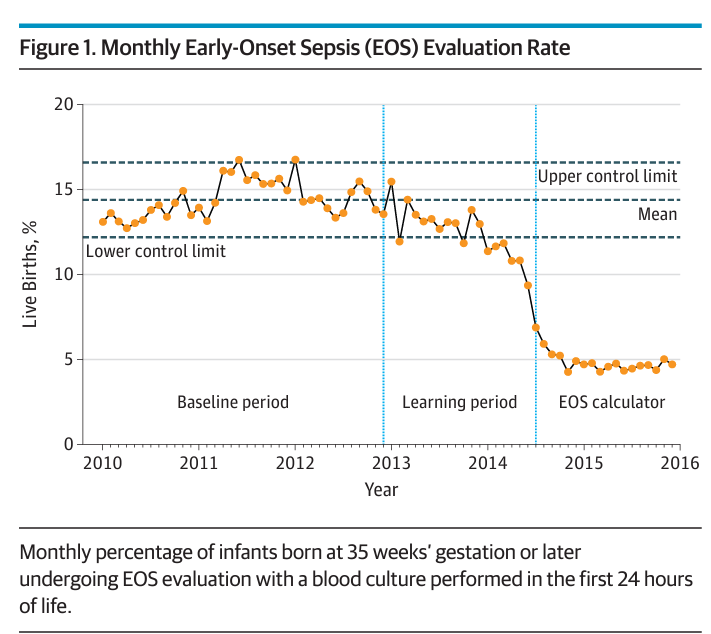 Figure 1. Monthly Early-Onset Sepsis (EOS) Evaluation Rate
20
15
10
5
0
Live Births, %
Upper control limit
Mean
Lower control limit
Baseline period
Learning period
EOS calculator
2010
2011
2012
2013
2014
2015
2016
Year
Monthly percentage of infants born at 35 weeks' gestation or later
undergoing EOS evaluation with a blood culture performed in the first 24 hours
of life.